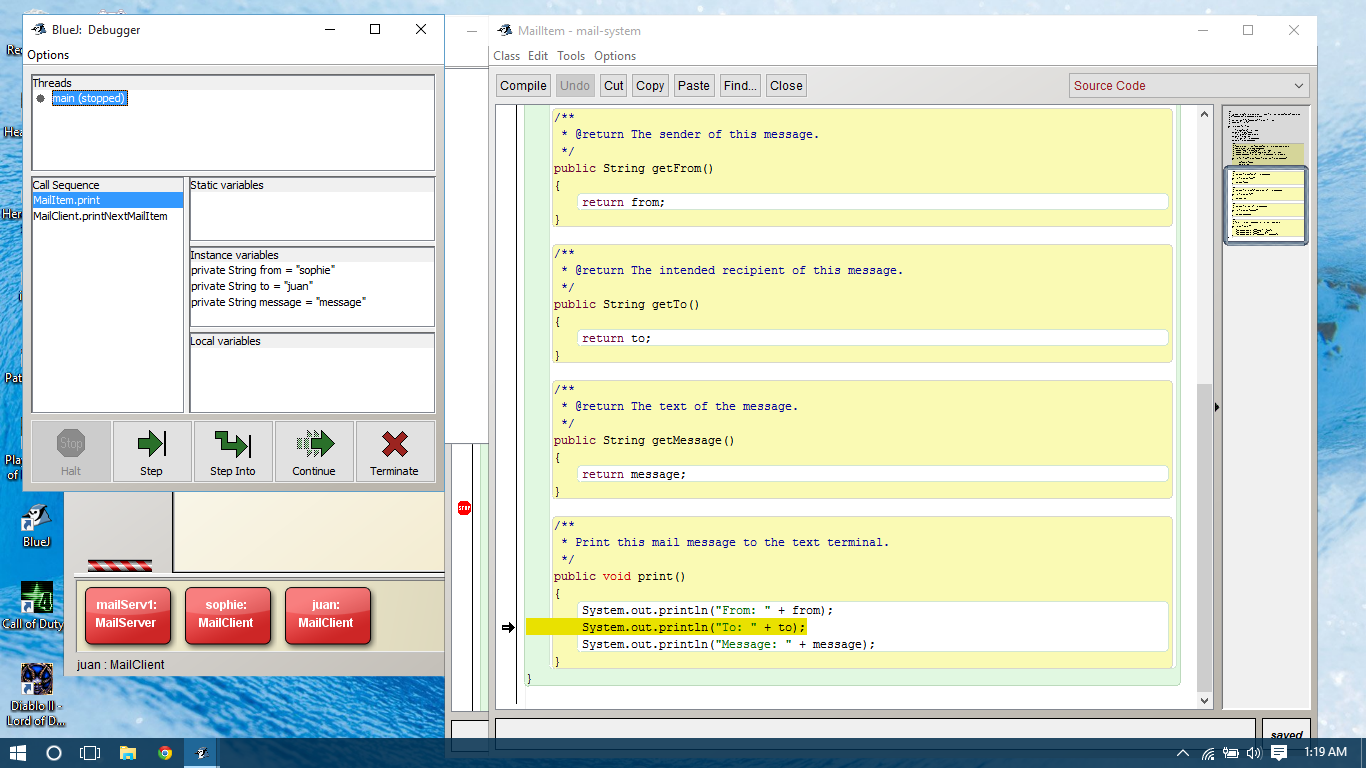 BlueJ: Debugger
Options
Threads
main (stopped)
Call Sequence
MailItem.print
MailClient.printNextMailItem
Static variables
Instance variables
private String from = "sophie"
private String to = "juan"
private String message = "message"
Local variables
Stop
Halt
Step
Step Into
Continue
Terminate
MailItem - mail-system
Class Edit Tools Options
Compile Undo Cut Copy Paste Find... Close
Source Code
/**
* @return The sender of this message.
*/
public String getFrom()
{
return from;
}
/**
* @return The intended recipient of this message.
*/
public String getTo()
{
return to;
}
/**
* @return The text of the message.
*/
public String getMessage()
{
return message;
}
/**
* Print this mail message to the text terminal.
*/
public void print()
{
System.out.println("From: " + from);
System.out.println("To: " + to);
System.out.println("Message: " + message);
}
}
saved
STOP
mailServ1:
MailServer
sophie:
MailClient
juan:
MailClient
juan : MailClient
BlueJ
4
Call of Duty
Diablo II -
Lord of D...
1:19 AM